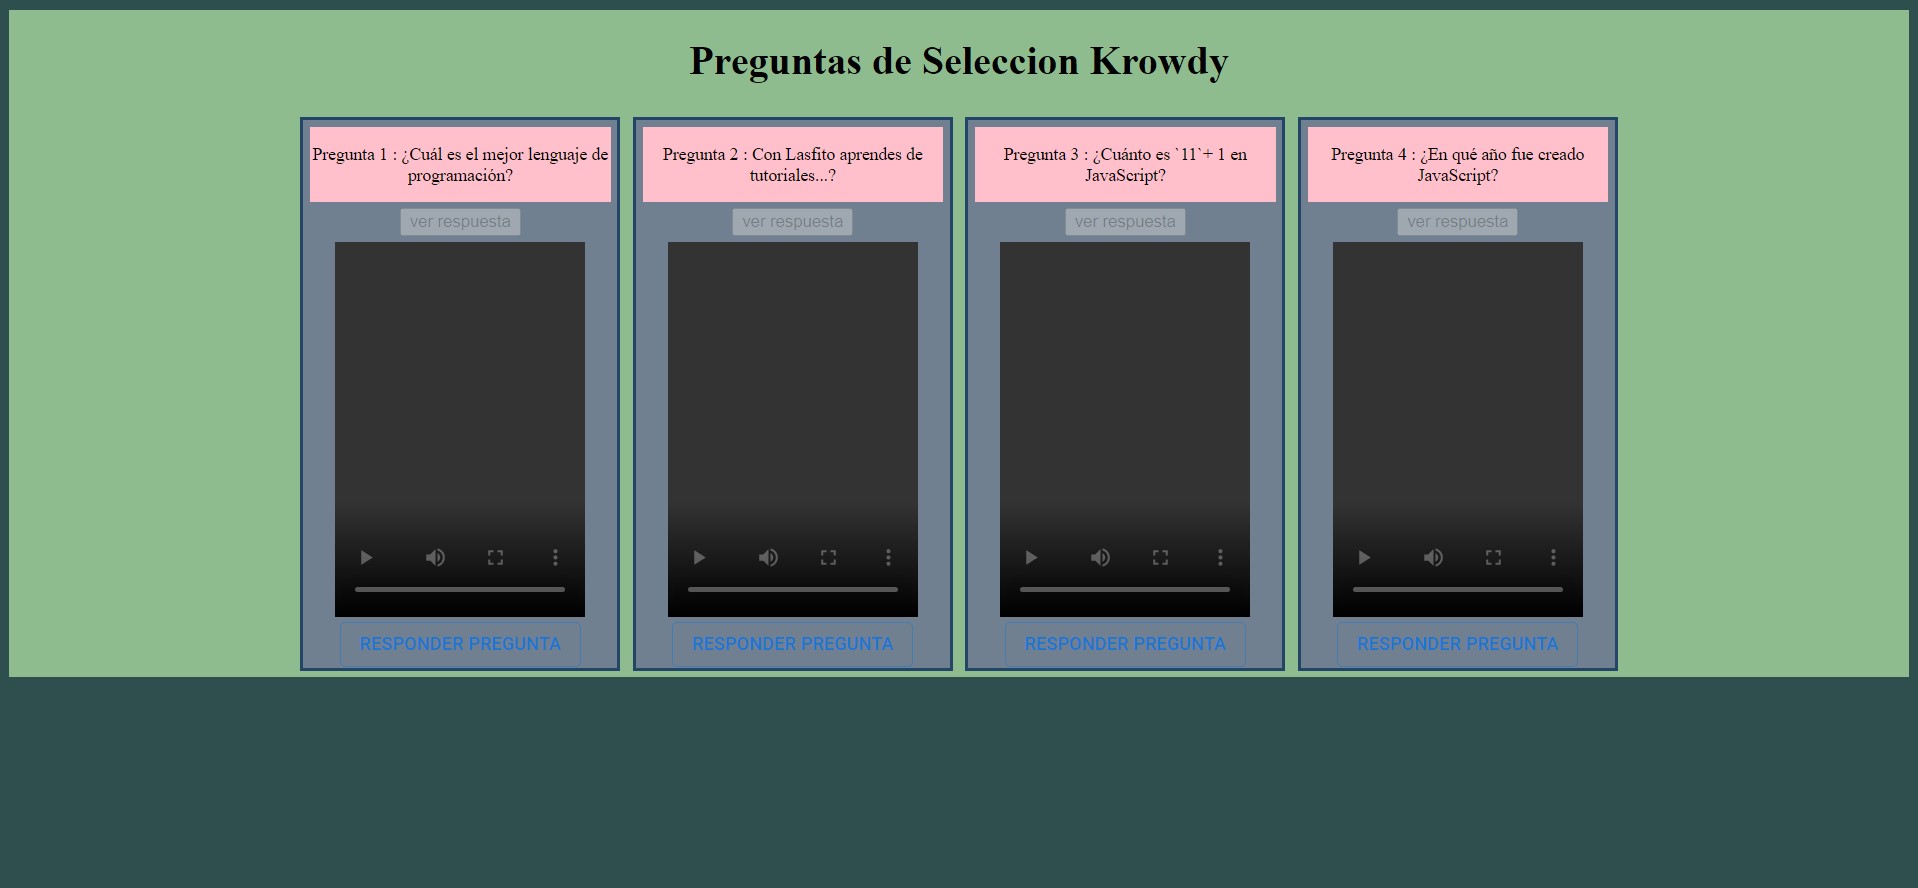 Preguntas de Seleccion Krowdy
Pregunta 1 : ¿Cuál es el mejor lenguaje de
programación?
ver respuesta
RESPONDER PREGUNTA
Pregunta 2 : Con Lasfito aprendes de
tutoriales...?
ver respuesta
RESPONDER PREGUNTA
Pregunta 3 : ¿Cuánto es `11`+ 1 en
JavaScript?
ver respuesta
RESPONDER PREGUNTA
Pregunta 4 : ¿En qué año fue creado
JavaScript?
ver respuesta
RESPONDER PREGUNTA